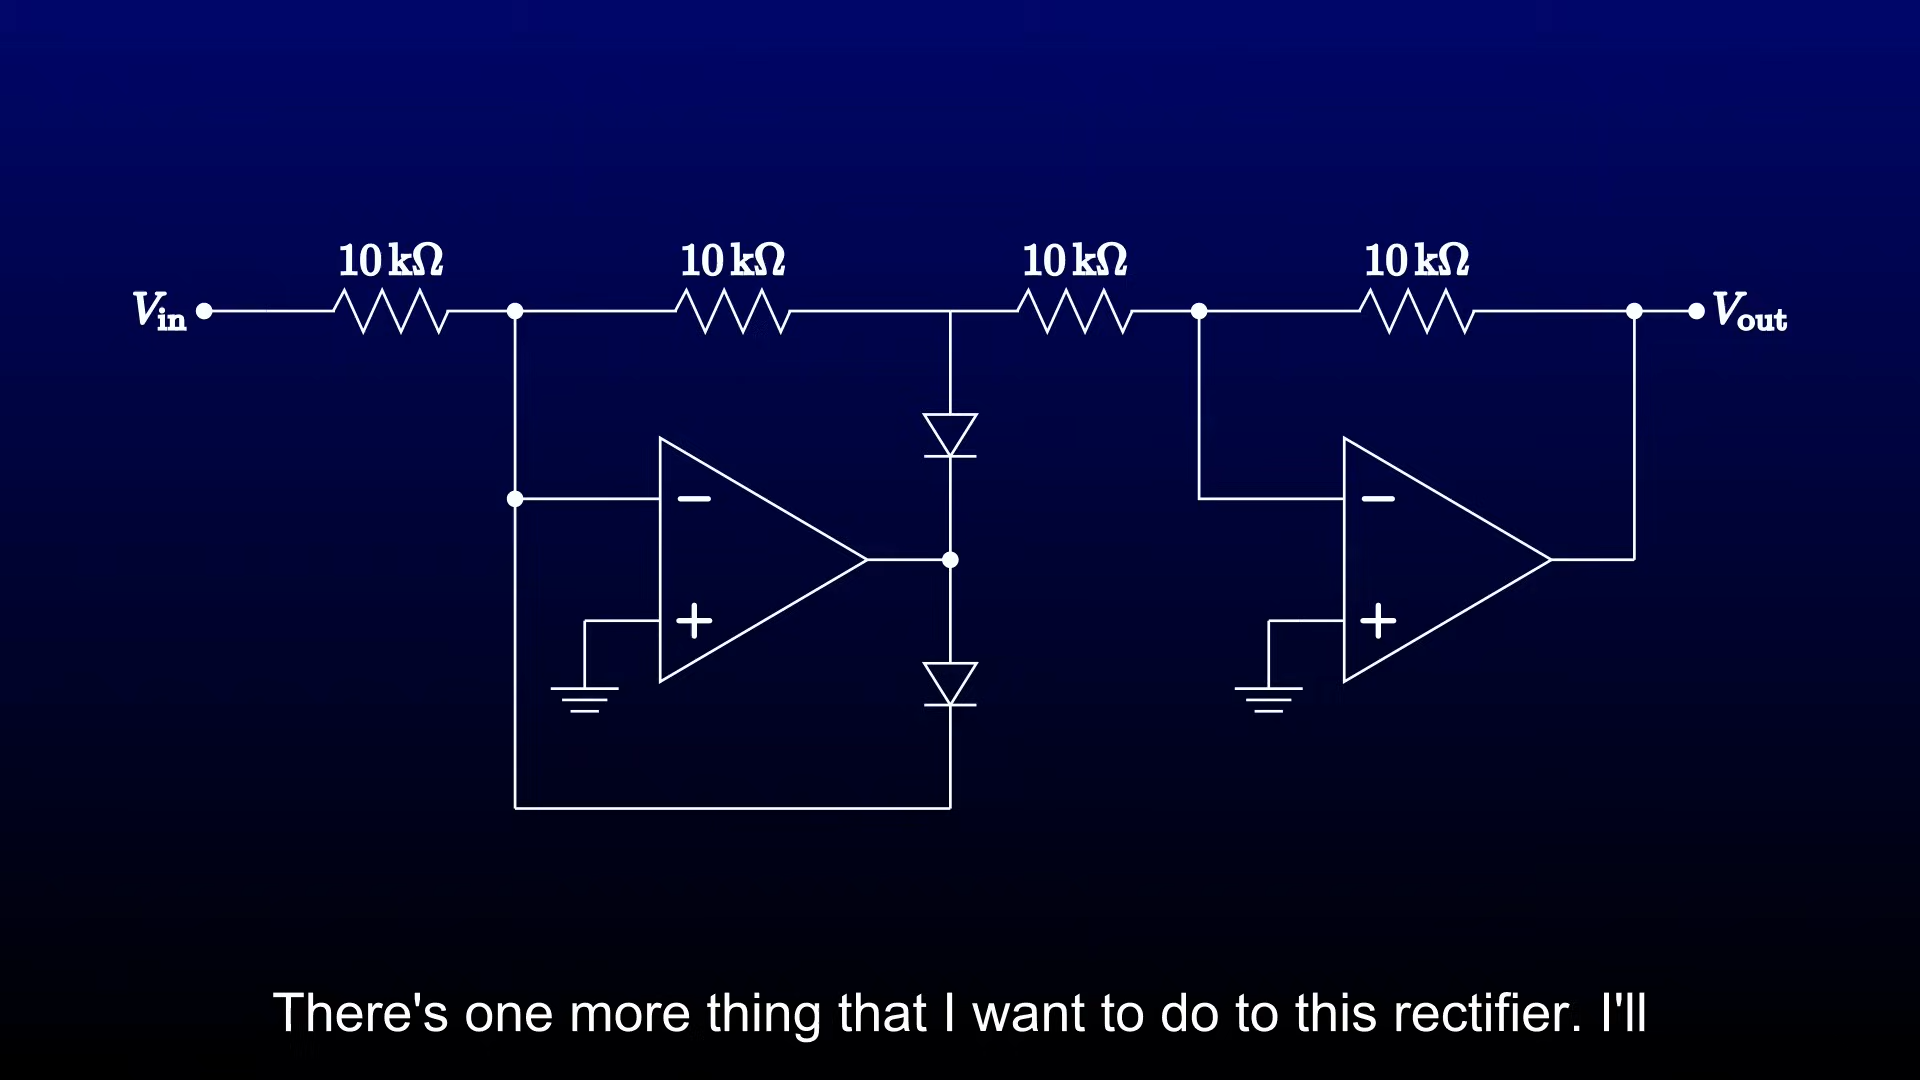 10 kΩ 10 kΩ 10 kΩ 10 kΩ
Vin Vout
− −
+ +
There's one more thing that I want to do to this rectifier. I'll